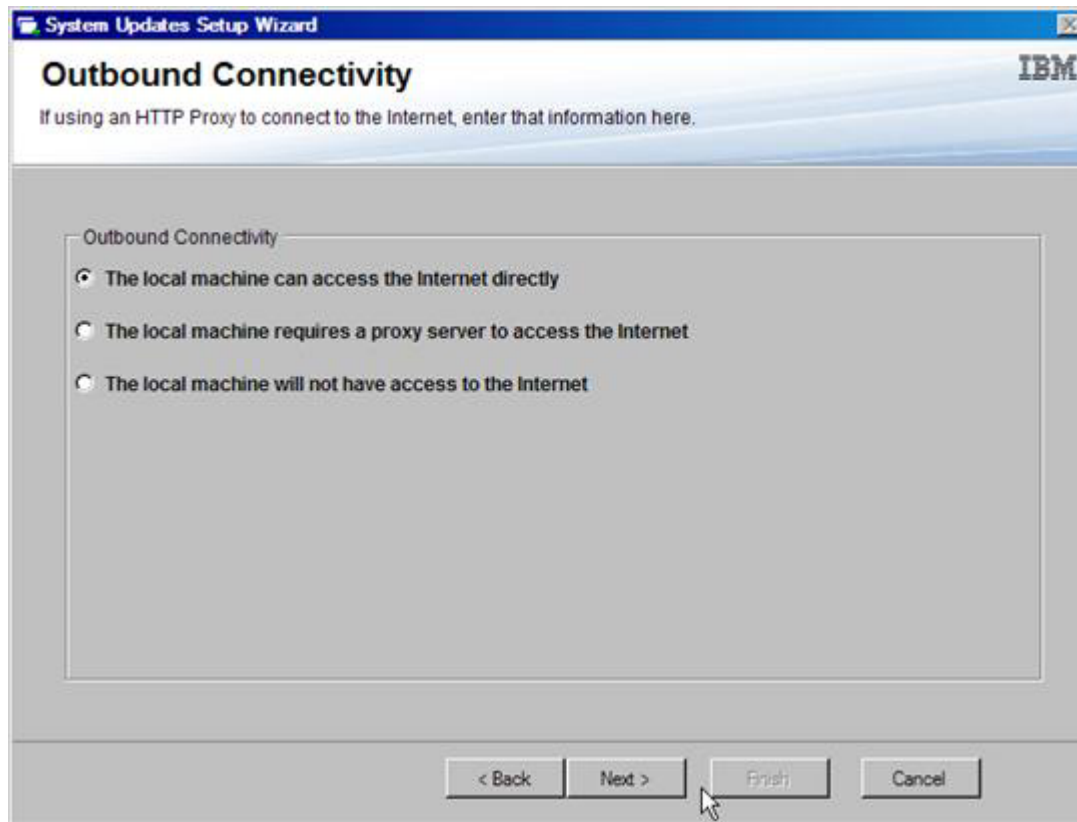 System Updates Setup Wizard
Outbound Connectivity
IBM
If using an HTTP Proxy to connect to the Internet, enter that information here.
Outbound Connectivity
The local machine can access the Internet directly
The local machine requires a proxy server to access the Internet
The local machine will not have access to the Internet
< Back Next > Finish Cancel